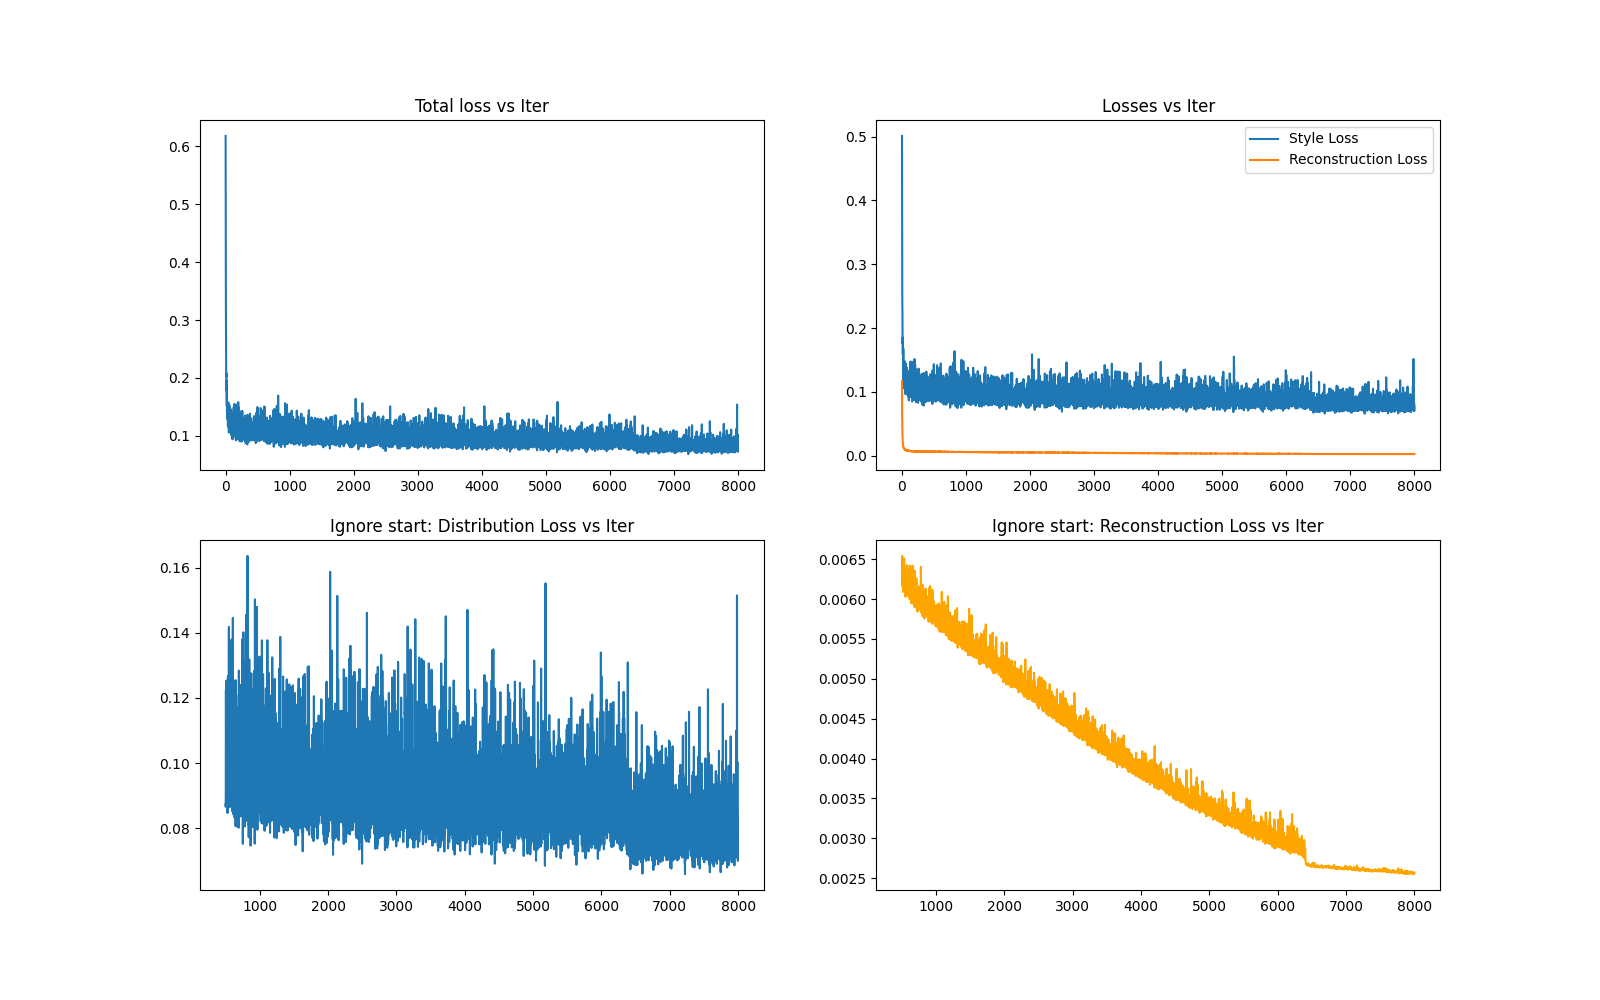 Total loss vs Iter
0.6
0.5
0.4
0.3
0.2
0.1
0 1000 2000 3000 4000 5000 6000 7000 8000
Losses vs Iter
Style Loss
Reconstruction Loss
0.5
0.4
0.3
0.2
0.1
0.0
0 1000 2000 3000 4000 5000 6000 7000 8000
Ignore start: Distribution Loss vs Iter
0.16
0.14
0.12
0.10
0.08
1000 2000 3000 4000 5000 6000 7000 8000
Ignore start: Reconstruction Loss vs Iter
0.0065
0.0060
0.0055
0.0050
0.0045
0.0040
0.0035
0.0030
0.0025
1000 2000 3000 4000 5000 6000 7000 8000